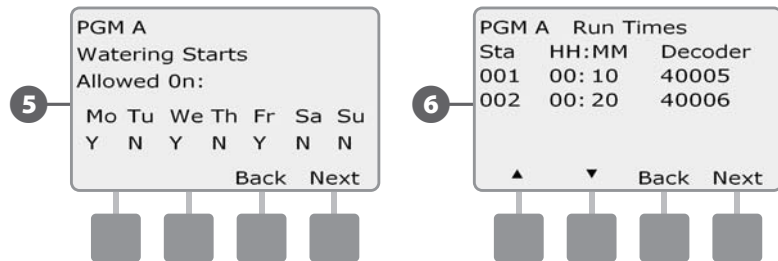 5
PGM A
Watering Starts
Allowed 0n:
Mo Tu We Th Fr Sa Su
Y N Y N Y N N
Back Next
6
PGM A Run Times
Sta HH:MM Decoder
001 00:10 40005
002 00:20 40006
▲ ▼ Back Next